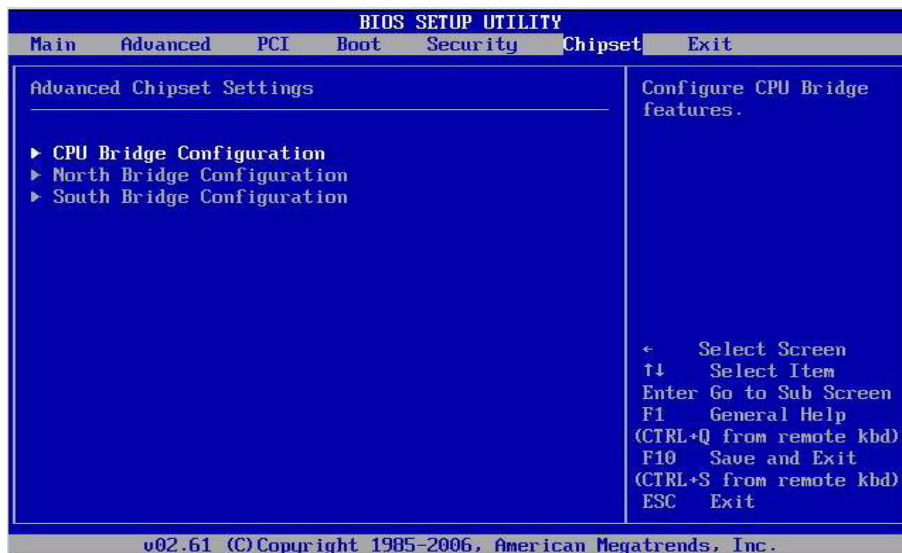 BIOS SETUP UTILITY
Main Advanced PCI Boot Security Chipset Exit
Advanced Chipset Settings
▶ CPU Bridge Configuration
▶ North Bridge Configuration
▶ South Bridge Configuration
Configure CPU Bridge
features.
← Select Screen
↑↓ Select Item
Enter Go to Sub Screen
F1 General Help
(CTRL+Q from remote kbd)
F10 Save and Exit
(CTRL+S from remote kbd)
ESC Exit
v02.61 (C)Copyright 1985-2006, American Megatrends, Inc.